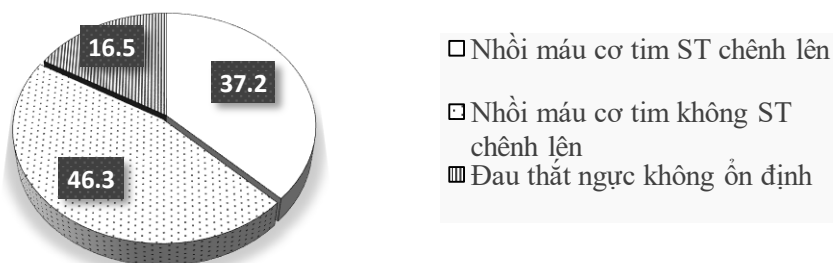 16.5
37.2
46.3
Nhồi máu cơ tim ST chênh lên
Nhồi máu cơ tim không ST
chênh lên
Đau thắt ngực không ổn định